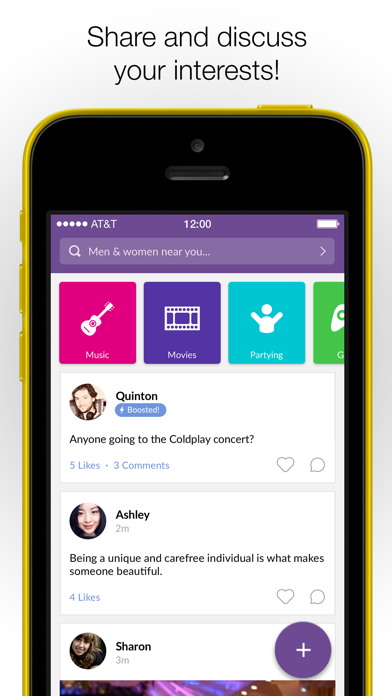 Share and discuss
your interests!
AT&T 12:00
Men & women near you...
Music Movies Partying G
Quinton
Boosted!
Anyone going to the Coldplay concert?
5 Likes · 3 Comments
Ashley
2m
Being a unique and carefree individual is what makes
someone beautiful.
4 Likes
Sharon
3m